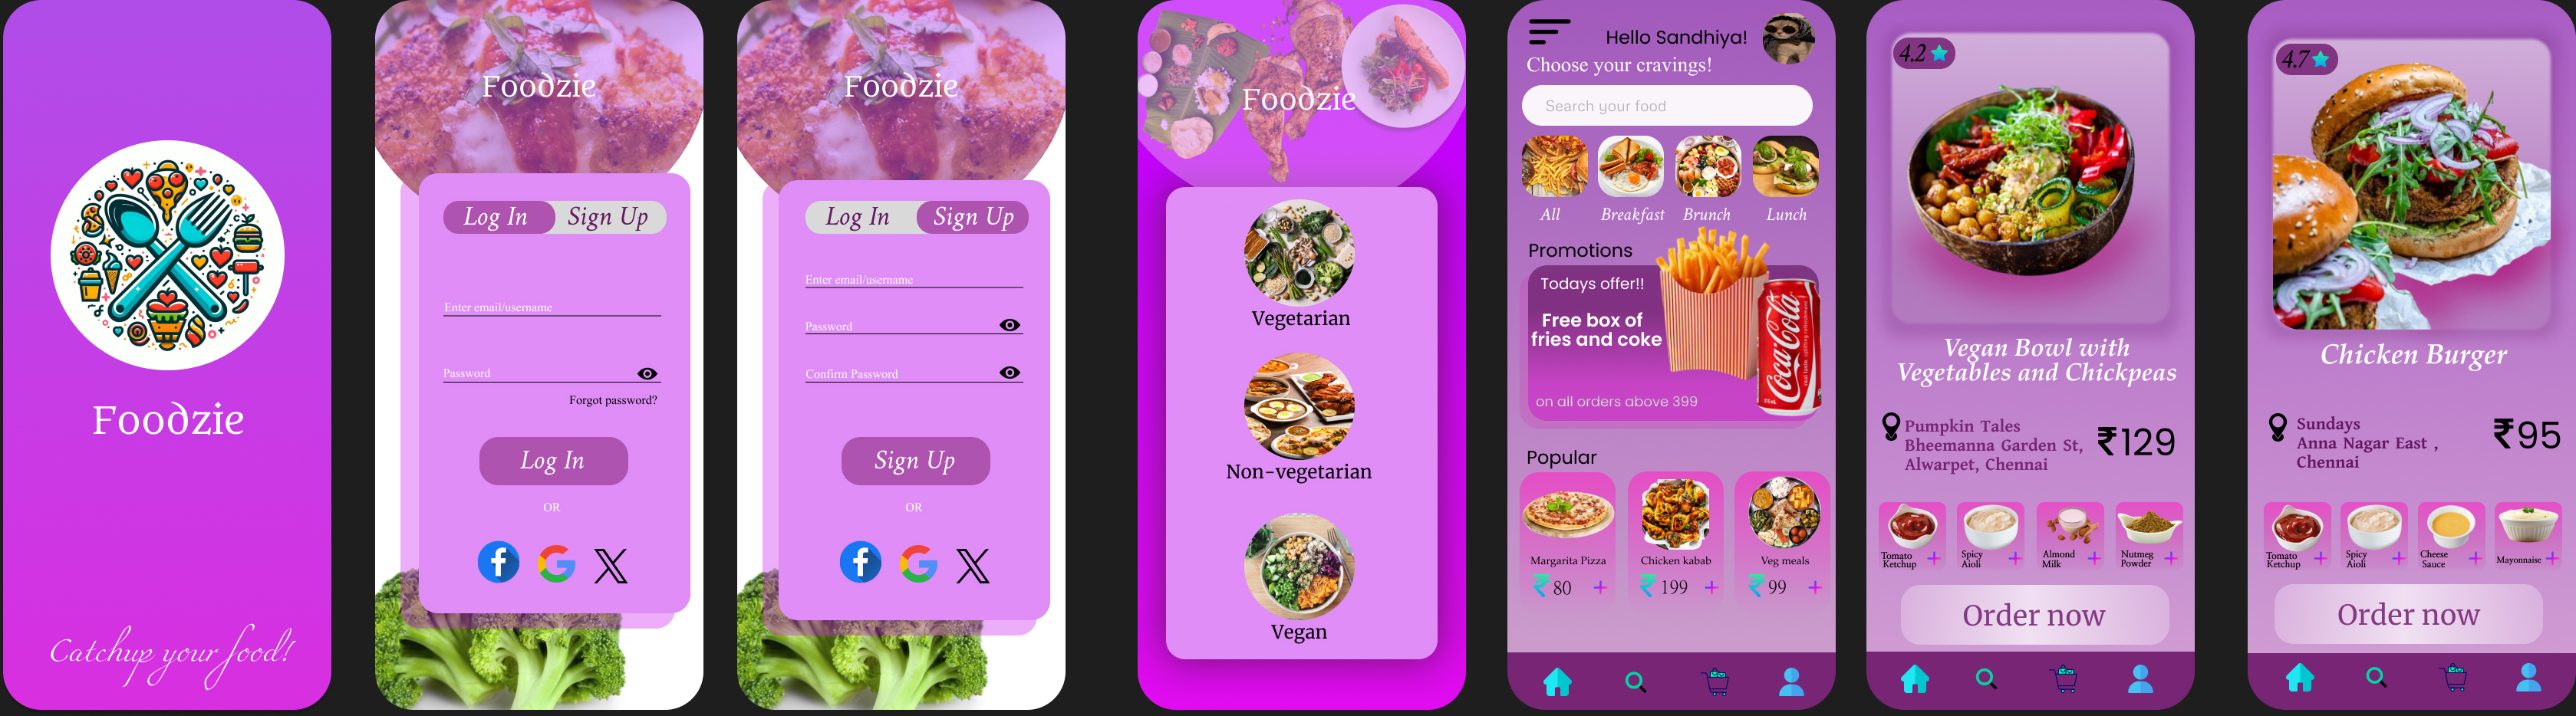 Foodzie
Catchup your food!
Foodzie
Log In
Sign Up
Enter email/username
Password
Forgot password?
Log In
OR
Foodzie
Log In
Sign Up
Enter email/username
Password
Confirm Password
Sign Up
OR
Foodzie
Vegetarian
Non-vegetarian
Vegan
Hello Sandhiya!
Choose your cravings!
Search your food
All
Breakfast
Brunch
Lunch
Promotions
Todays offer!!
Free box of
fries and coke
Coca-Cola
on all orders above 399
Popular
Margarita Pizza
₹ 80
+
Chicken kabab
₹ 199
+
Veg meals
₹ 99
+
4.2
Vegan Bowl with
Vegetables and Chickpeas
Pumpkin Tales
Bheemanna Garden St,
Alwarpet, Chennai
₹129
Tomato
Ketchup +
Spicy
Aioli +
Almond
Milk +
Nutmeg
Powder +
Order now
4.7
Chicken Burger
Sundays
Anna Nagar East ,
Chennai
₹95
Tomato
Ketchup +
Spicy
Aioli +
Cheese
Sauce +
Mayonnaise +
Order now